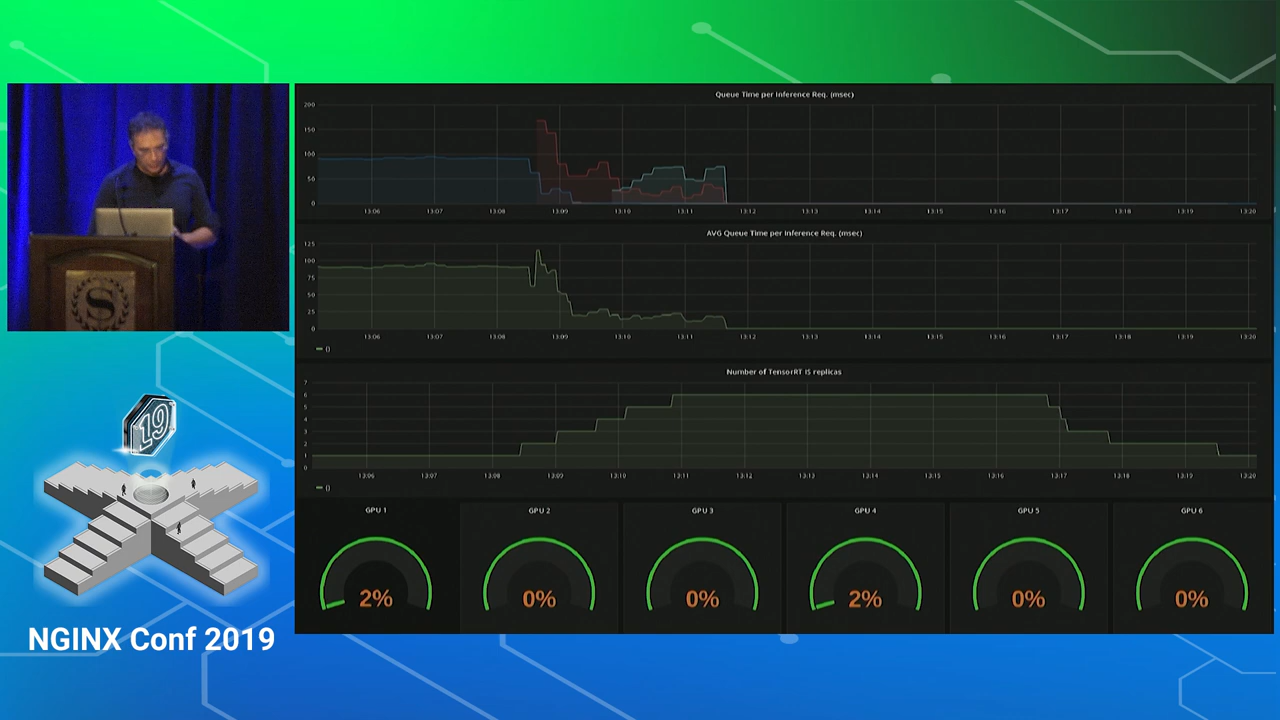 Queue Time per Inference Req. (msec)
200
150
100
50
0
13:06 13:07 13:08 13:09 13:10 13:11 13:12 13:13 13:14 13:15 13:16 13:17 13:18 13:19 13:20
AVG Queue Time per Inference Req. (msec)
125
100
75
50
25
0
13:06 13:07 13:08 13:09 13:10 13:11 13:12 13:13 13:14 13:15 13:16 13:17 13:18 13:19 13:20
{}
Number of TensorRT IS replicas
7
6
5
4
3
2
1
0
13:06 13:07 13:08 13:09 13:10 13:11 13:12 13:13 13:14 13:15 13:16 13:17 13:18 13:19 13:20
{}
GPU 1 GPU 2 GPU 3 GPU 4 GPU 5 GPU 6
2% 0% 0% 2% 0% 0%
S
19
NGINX Conf 2019